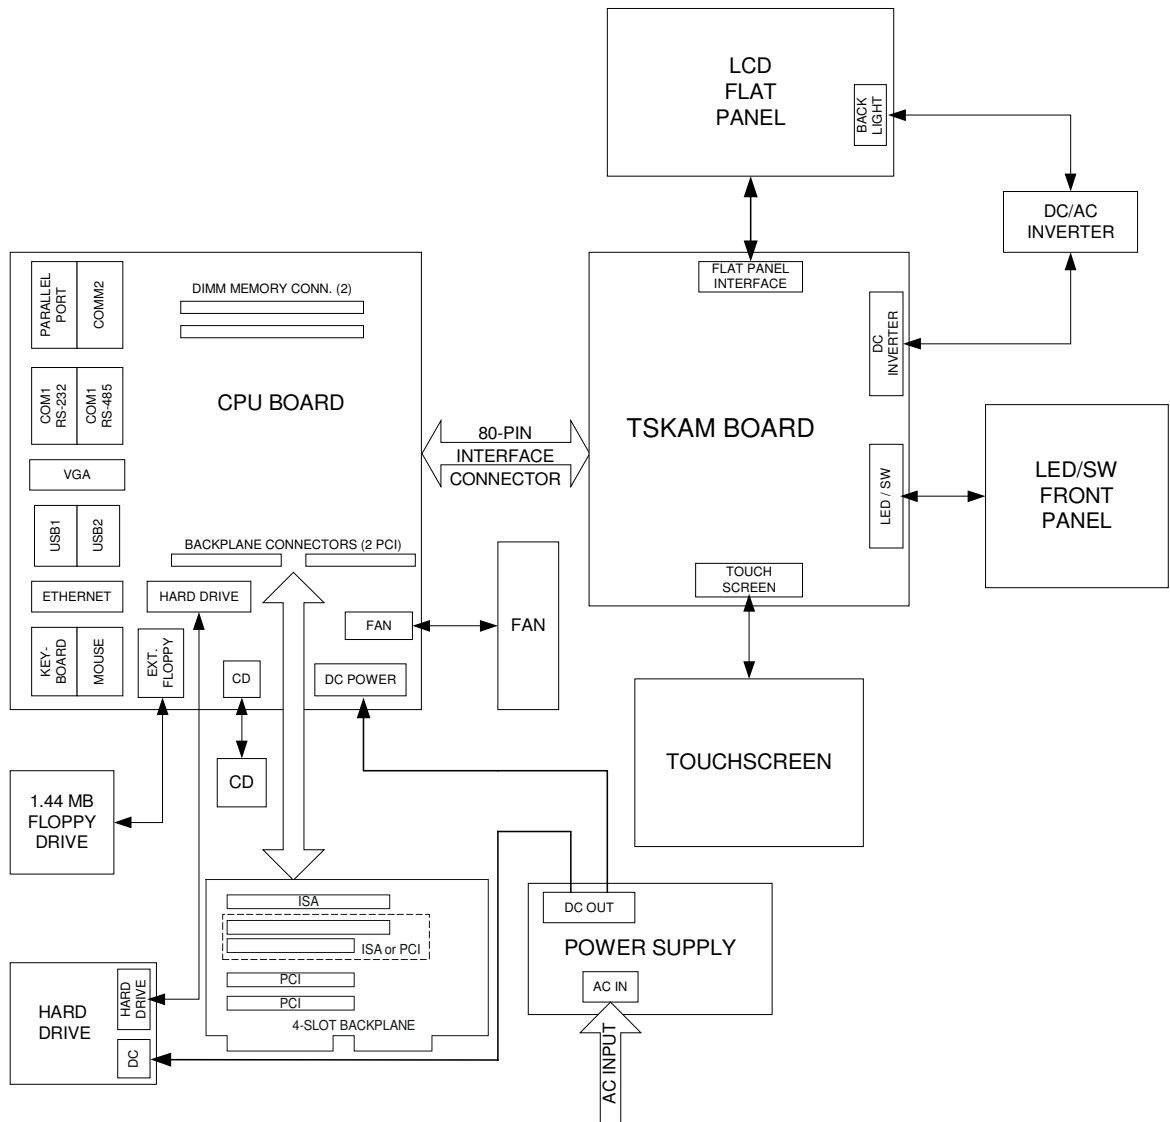 LCD
FLAT
PANEL
BACK
LIGHT
DC/AC
INVERTER
FLAT PANEL
INTERFACE
DC
INVERTER
TSKAM BOARD
LED / SW
TOUCH
SCREEN
LED/SW
FRONT
PANEL
80-PIN
INTERFACE
CONNECTOR
PARALLEL
PORT
COMM2
DIMM MEMORY CONN. (2)
COM1
RS-232
COM1
RS-485
CPU BOARD
VGA
USB1
USB2
BACKPLANE CONNECTORS (2 PCI)
ETHERNET
HARD DRIVE
KEY-
BOARD
MOUSE
EXT.
FLOPPY
CD
FAN
DC POWER
FAN
TOUCHSCREEN
1.44 MB
FLOPPY
DRIVE
CD
ISA
ISA or PCI
PCI
PCI
4-SLOT BACKPLANE
HARD
DRIVE
HARD
DRIVE
DC
DC OUT
POWER SUPPLY
AC IN
AC INPUT